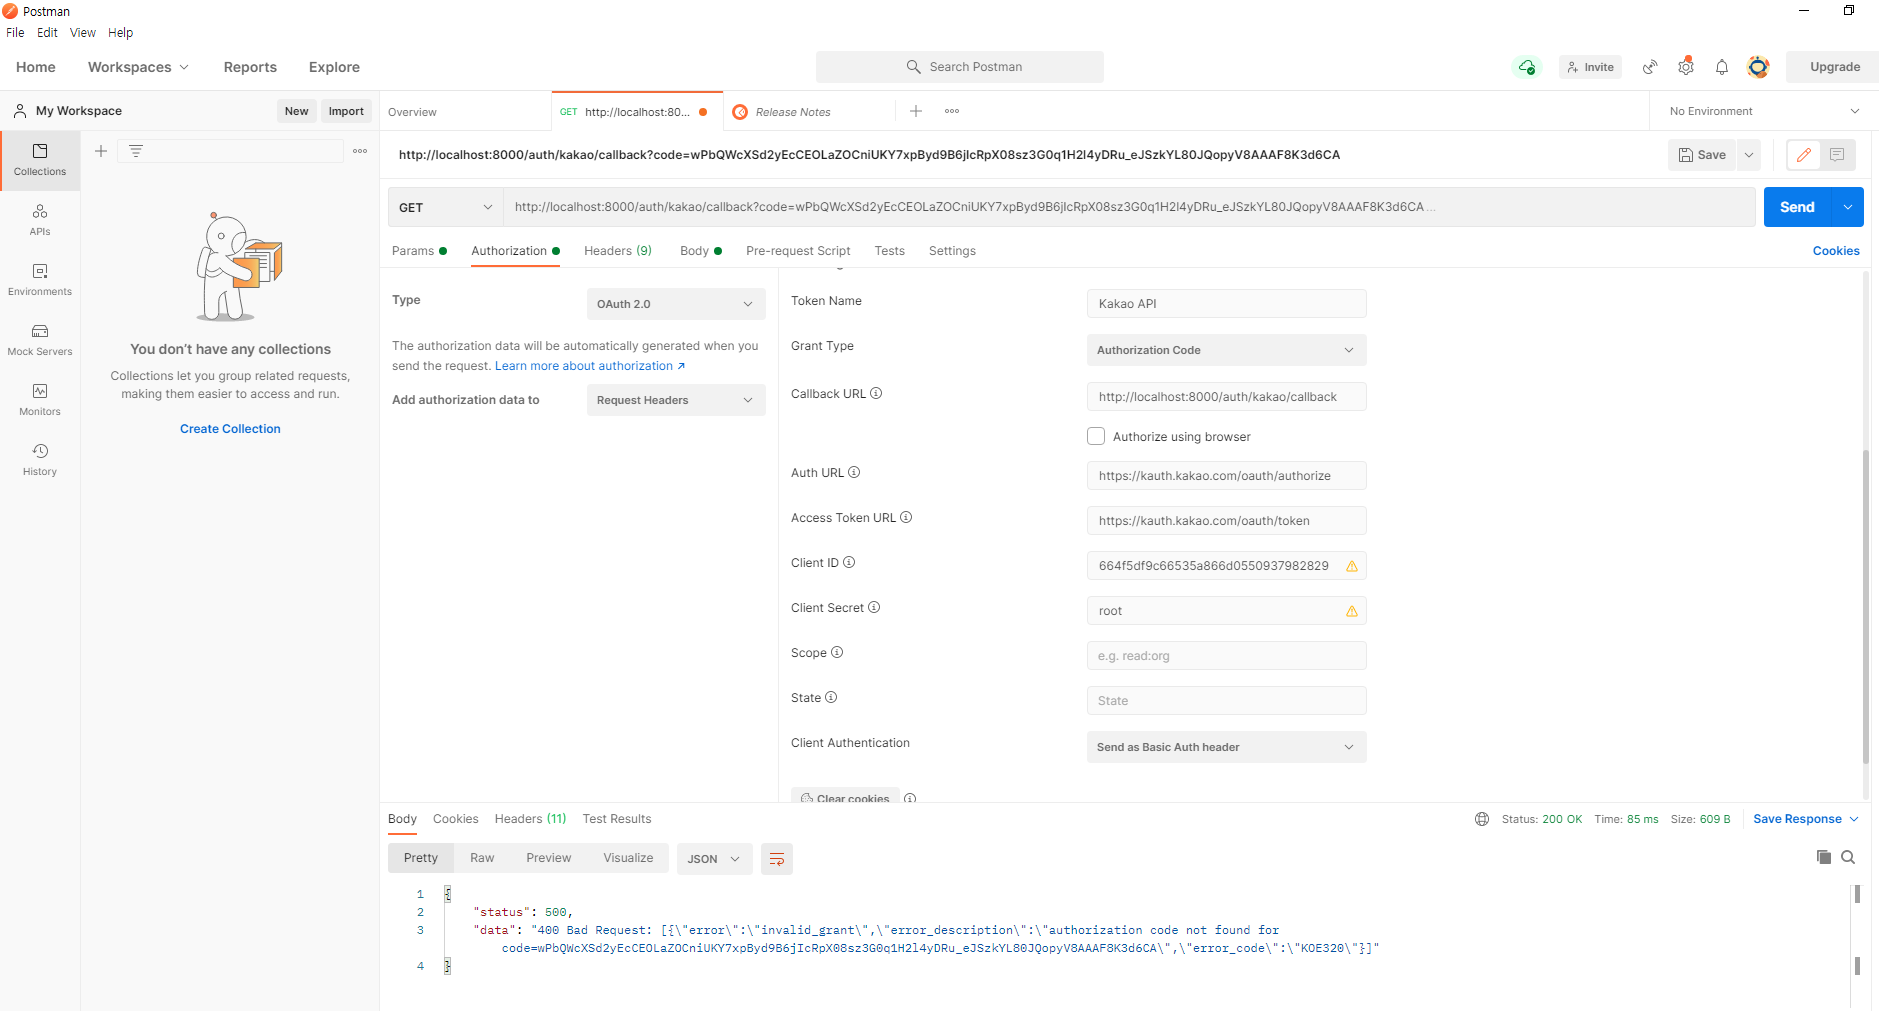 Postman
File Edit View Help
Home Workspaces Reports Explore
Search Postman
Invite
Upgrade
My Workspace
New Import
Overview
GET http://localhost:80...
Release Notes
No Environment
Collections
http://localhost:8000/auth/kakao/callback?code=wPbQWcXSd2yEcCEOLaZOCniUKY7xpByd9B6jIcRpX08sz3G0q1H2l4yDRu_eJSzkYL80JQopyV8AAAF8K3d6CA
Save
APIs
GET
http://localhost:8000/auth/kakao/callback?code=wPbQWcXSd2yEcCEOLaZOCniUKY7xpByd9B6jIcRpX08sz3G0q1H2l4yDRu_eJSzkYL80JQopyV8AAAF8K3d6CA ...
Send
Params Authorization Headers (9) Body Pre-request Script Tests Settings
Cookies
Environments
Mock Servers
Monitors
History
You don't have any collections
Collections let you group related requests,
making them easier to access and run.
Create Collection
Type
OAuth 2.0
The authorization data will be automatically generated when you
send the request. Learn more about authorization ↗
Add authorization data to
Request Headers
Token Name
Kakao API
Grant Type
Authorization Code
Callback URL
http://localhost:8000/auth/kakao/callback
Authorize using browser
Auth URL
https://kauth.kakao.com/oauth/authorize
Access Token URL
https://kauth.kakao.com/oauth/token
Client ID
664f5df9c66535a866d0550937982829
Client Secret
root
Scope
e.g. read:org
State
State
Client Authentication
Send as Basic Auth header
Clear cookies
Body Cookies Headers (11) Test Results
Status: 200 OK Time: 85 ms Size: 609 B
Save Response
Pretty Raw Preview Visualize JSON
1 {
2 "status": 500,
3 "data": "400 Bad Request: [{\"error\":\"invalid_grant\",\"error_description\":\"authorization code not found for
code=wPbQWcXSd2yEcCEOLaZOCniUKY7xpByd9B6jIcRpX08sz3G0q1H2l4yDRu_eJSzkYL80JQopyV8AAAF8K3d6CA\",\"error_code\":\"KOE320\"}]"
4 }